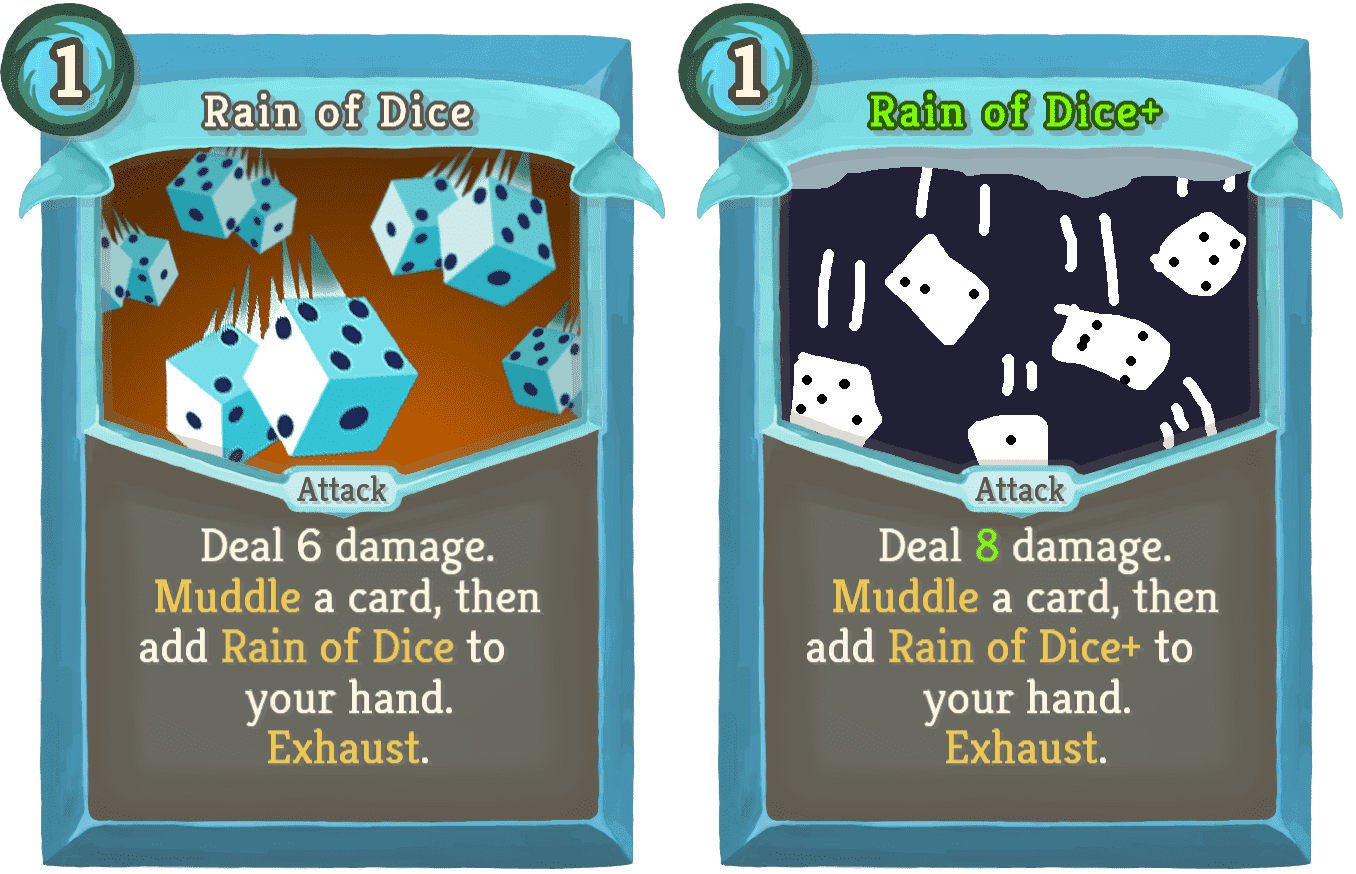 1
Rain of Dice
Attack
Deal 6 damage.
Muddle a card, then
add Rain of Dice to
your hand.
Exhaust.
1
Rain of Dice+
Attack
Deal 8 damage.
Muddle a card, then
add Rain of Dice+ to
your hand.
Exhaust.